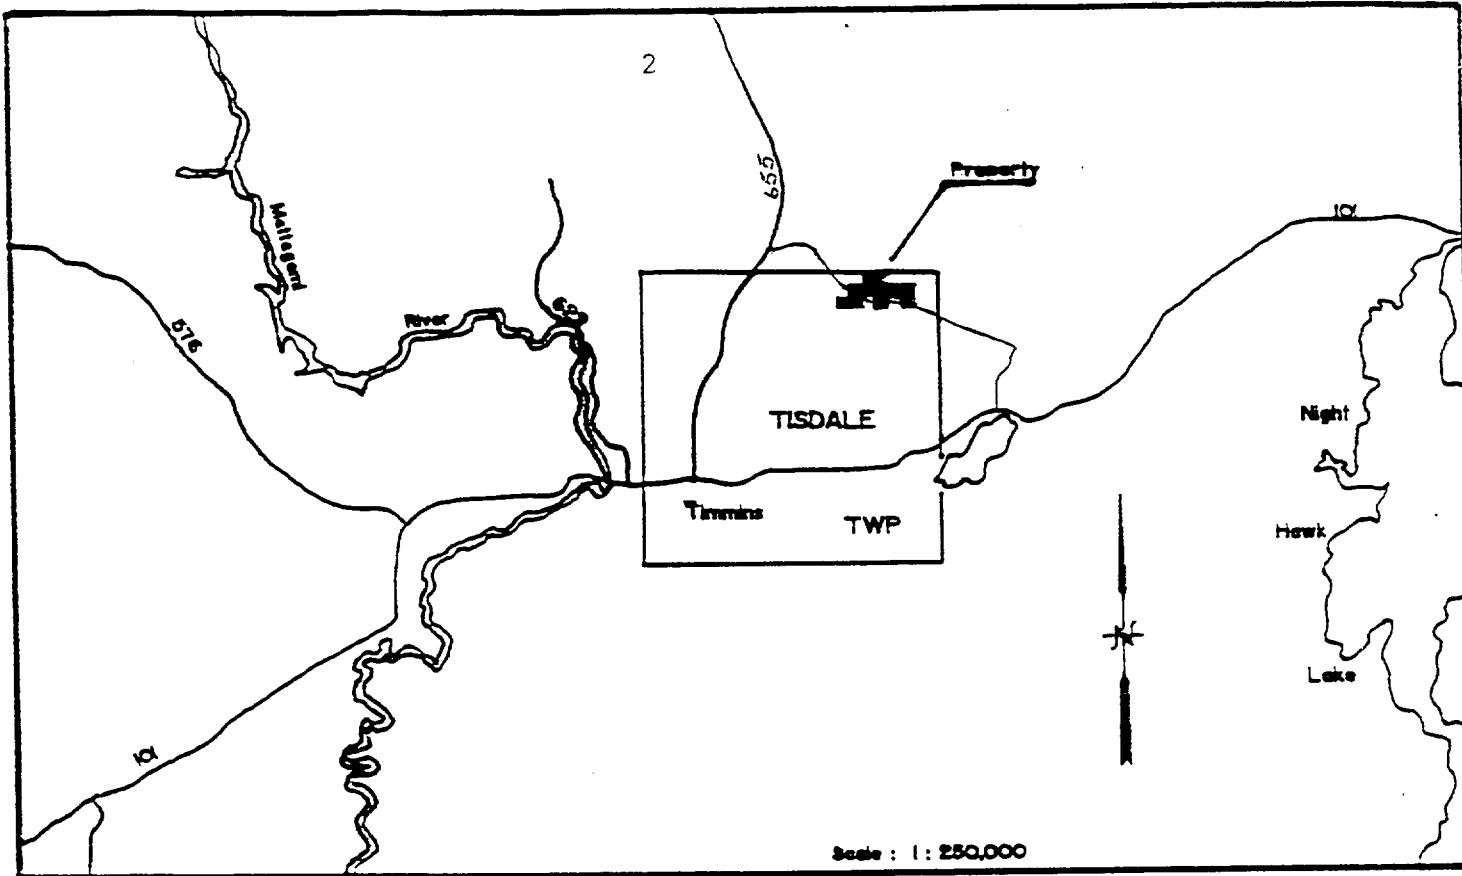 2
655
Property
101
Mattagami
River
576
TISDALE
Night
Timmins
TWP
Hawk
Lake
101
Scale : 1 : 250,000